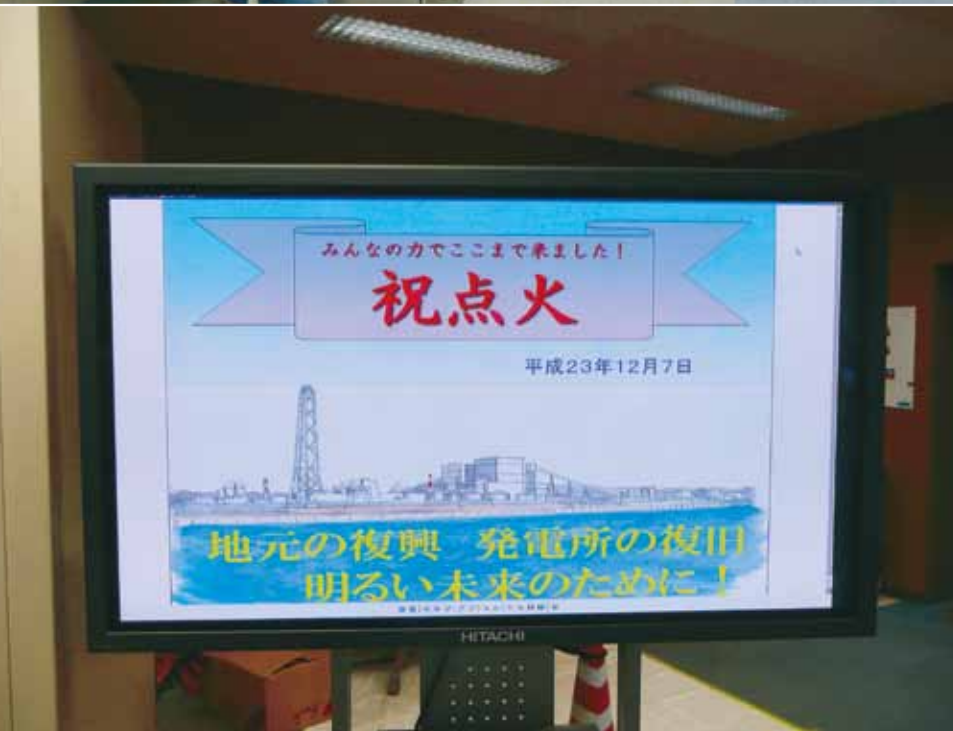 みんなの力でここまで来ました！
祝点火
平成23年12月7日
地元の復興 発電所の復旧
明るい未来のために！
HITACHI